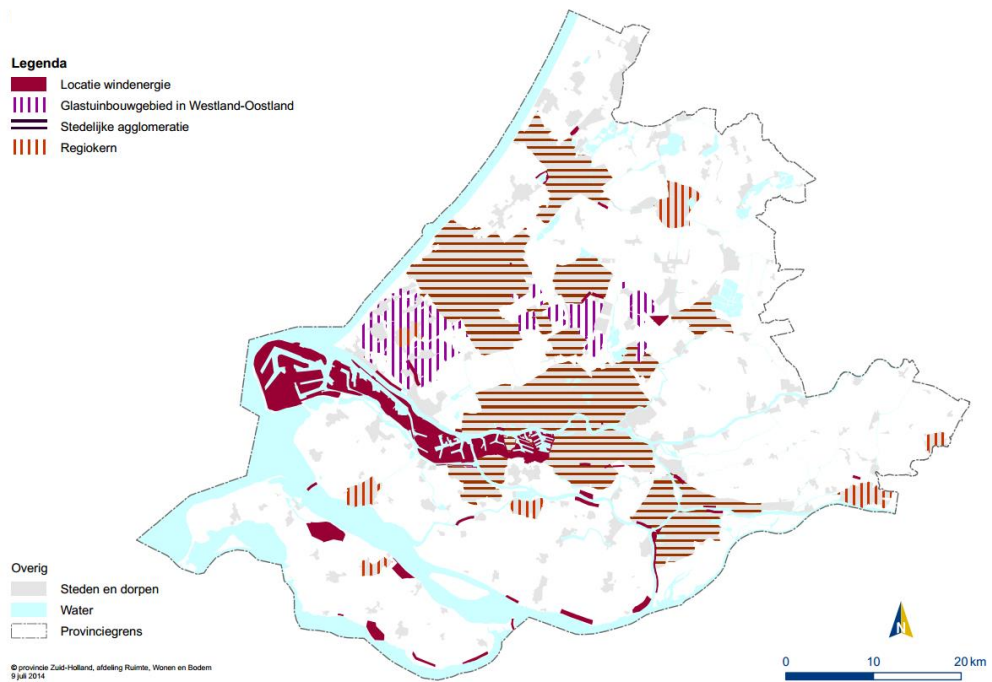 Legenda
Locatie windenergie
Glastuinbouwgebied in Westland-Oostland
Stedelijke agglomeratie
Regiokern
Overig
Steden en dorpen
Water
Provinciegrens
© provincie Zuid-Holland, afdeling Ruimte, Wonen en Bodem
9 juli 2014
N
0 10 20 km